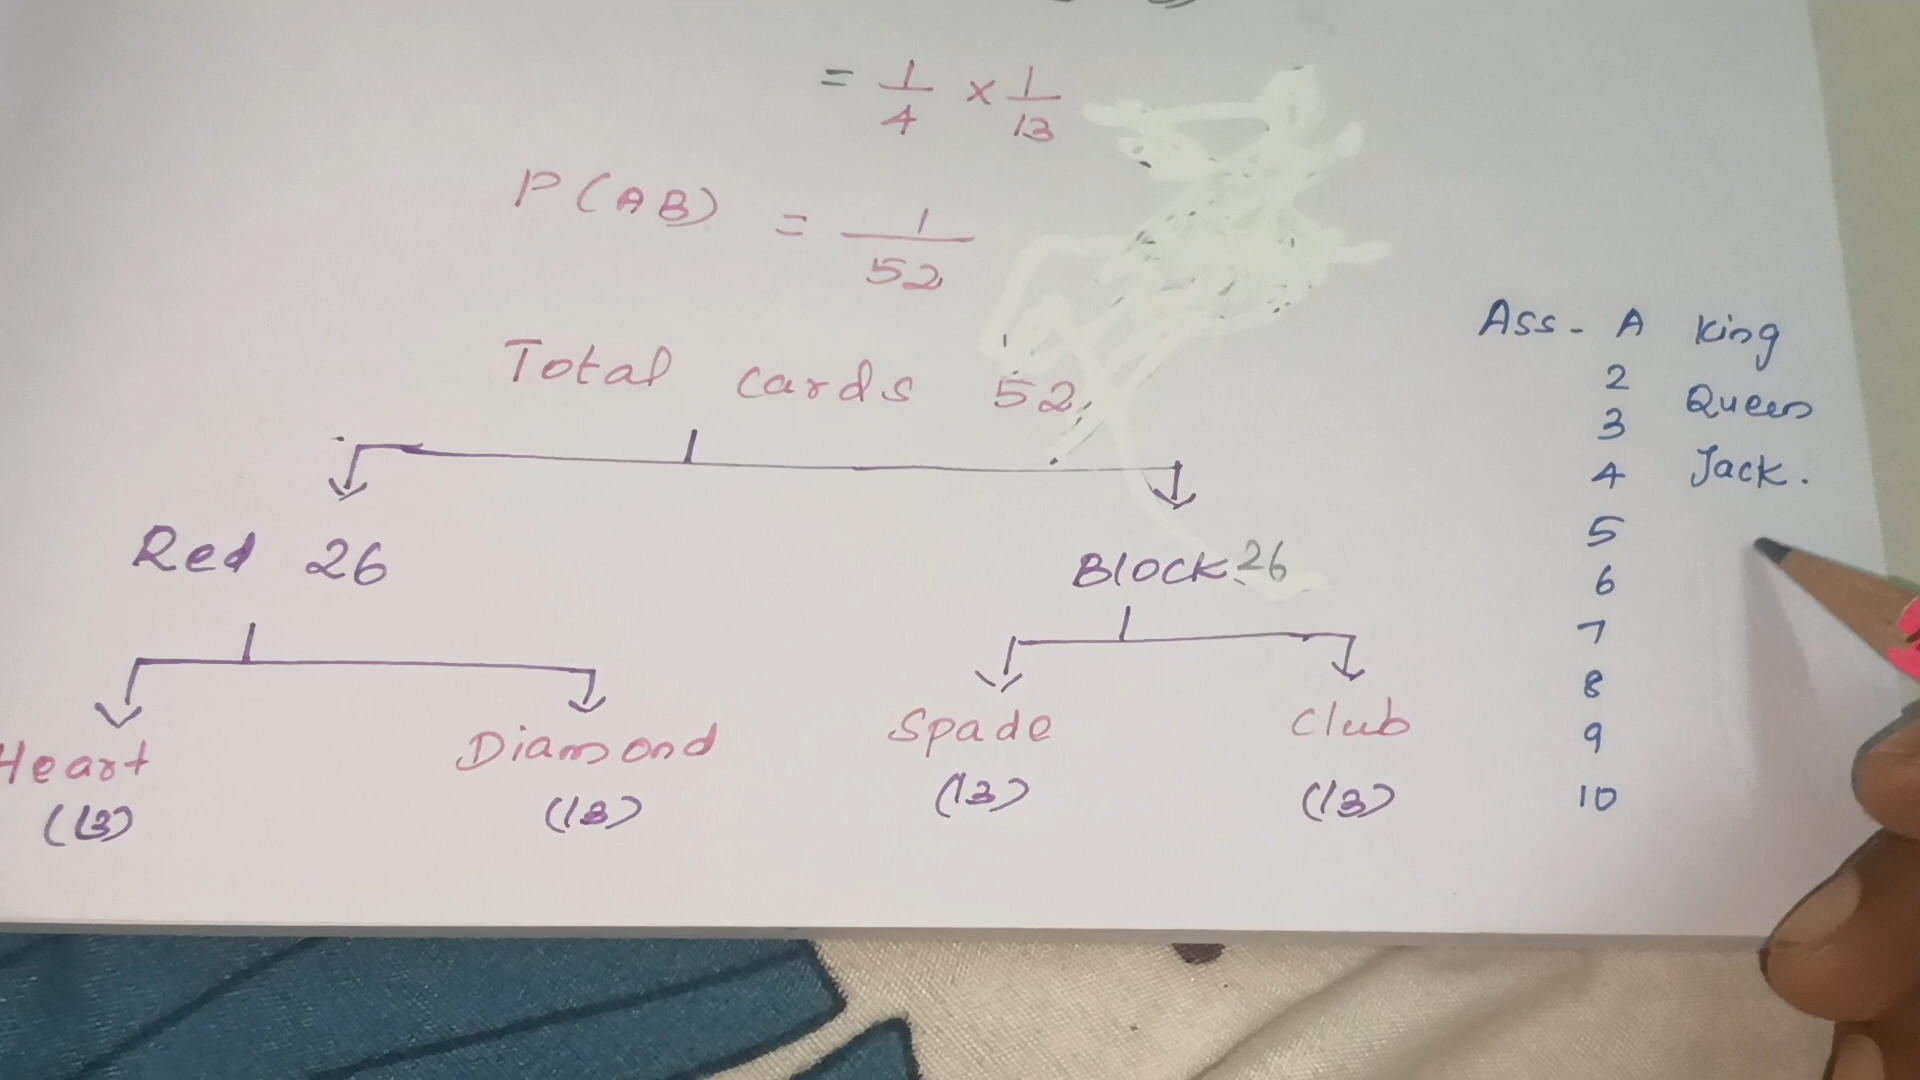 = 1/4 × 1/13
P(AB) = 1/52
Total cards 52
Red 26
Block 26
Heart
Diamond
Spade
Club
(13)
(13)
(13)
(13)
Ass - A
2
3
4
5
6
7
8
9
10
King
Queen
Jack.